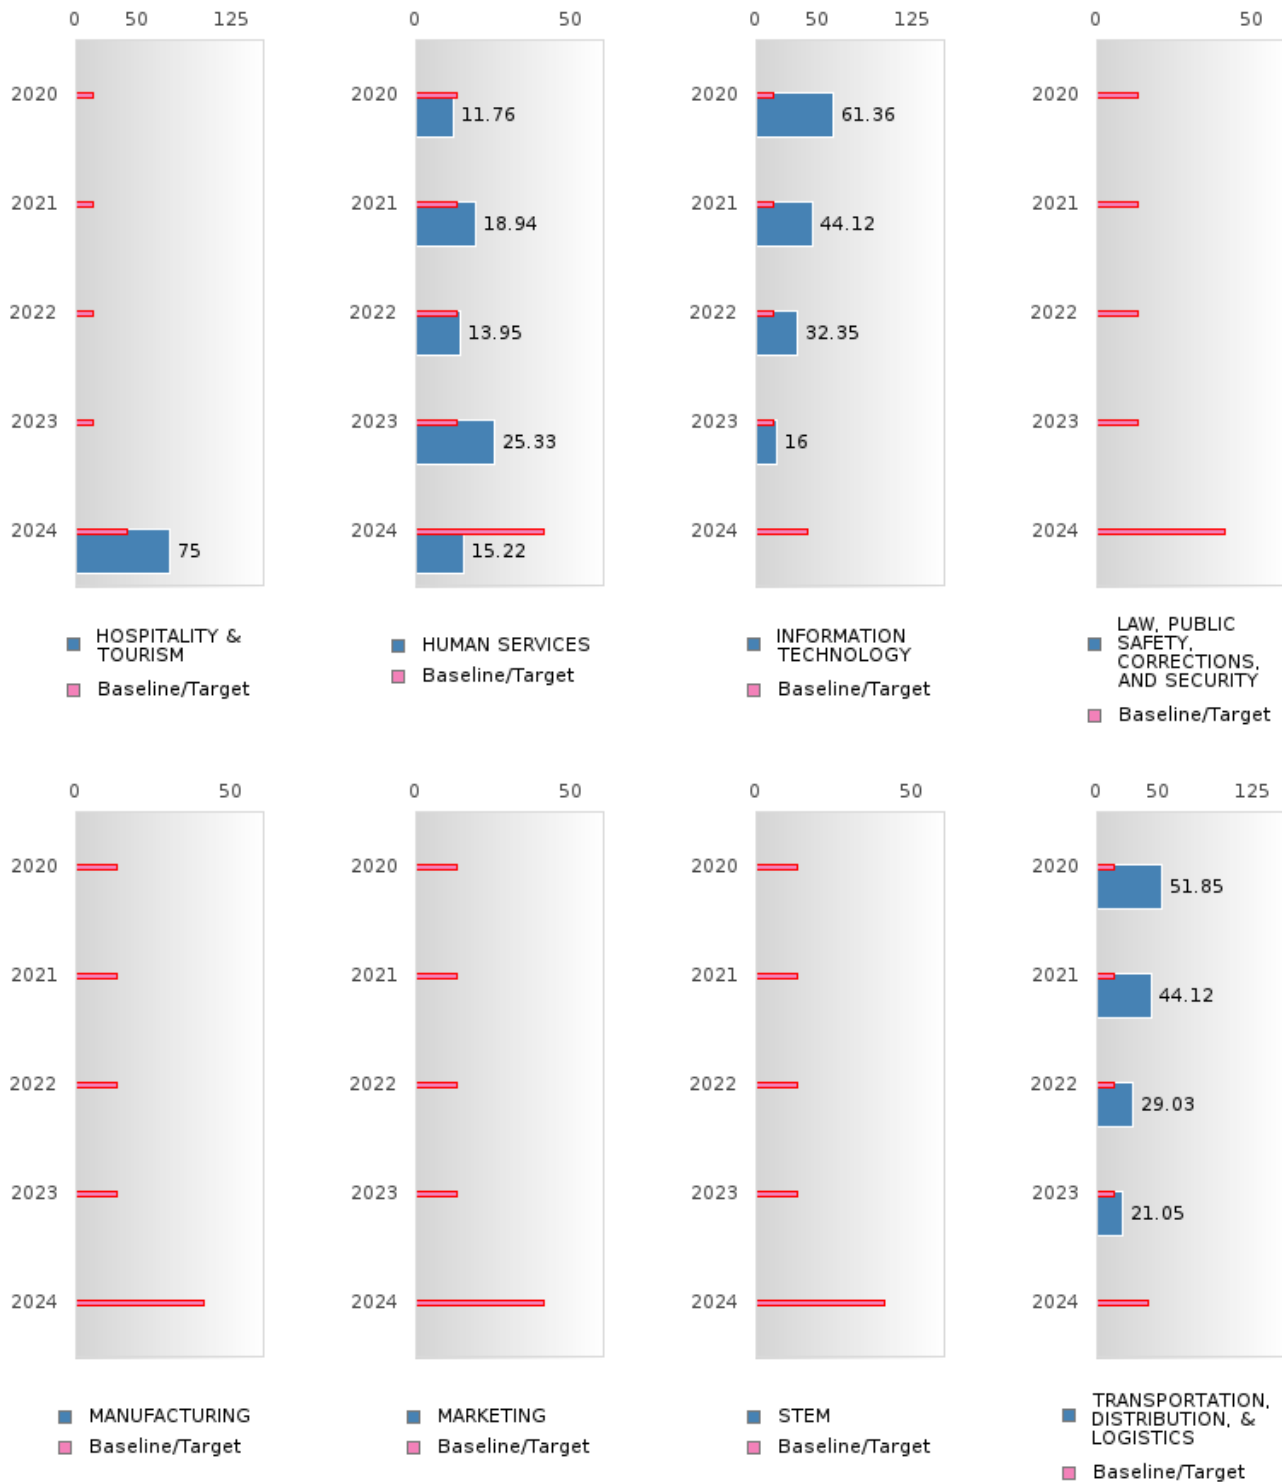 0 50 125
2020
2021
2022
2023
2024
75
HOSPITALITY &
TOURISM
Baseline/Target
0 50
2020
11.76
2021
18.94
2022
13.95
2023
25.33
2024
15.22
HUMAN SERVICES
Baseline/Target
0 50 125
2020
61.36
2021
44.12
2022
32.35
2023
16
2024
INFORMATION
TECHNOLOGY
Baseline/Target
0 50
2020
2021
2022
2023
2024
LAW, PUBLIC
SAFETY,
CORRECTIONS,
AND SECURITY
Baseline/Target
0 50
2020
2021
2022
2023
2024
MANUFACTURING
Baseline/Target
0 50
2020
2021
2022
2023
2024
MARKETING
Baseline/Target
0 50
2020
2021
2022
2023
2024
STEM
Baseline/Target
0 50 125
2020
51.85
2021
44.12
2022
29.03
2023
21.05
2024
TRANSPORTATION,
DISTRIBUTION, &
LOGISTICS
Baseline/Target